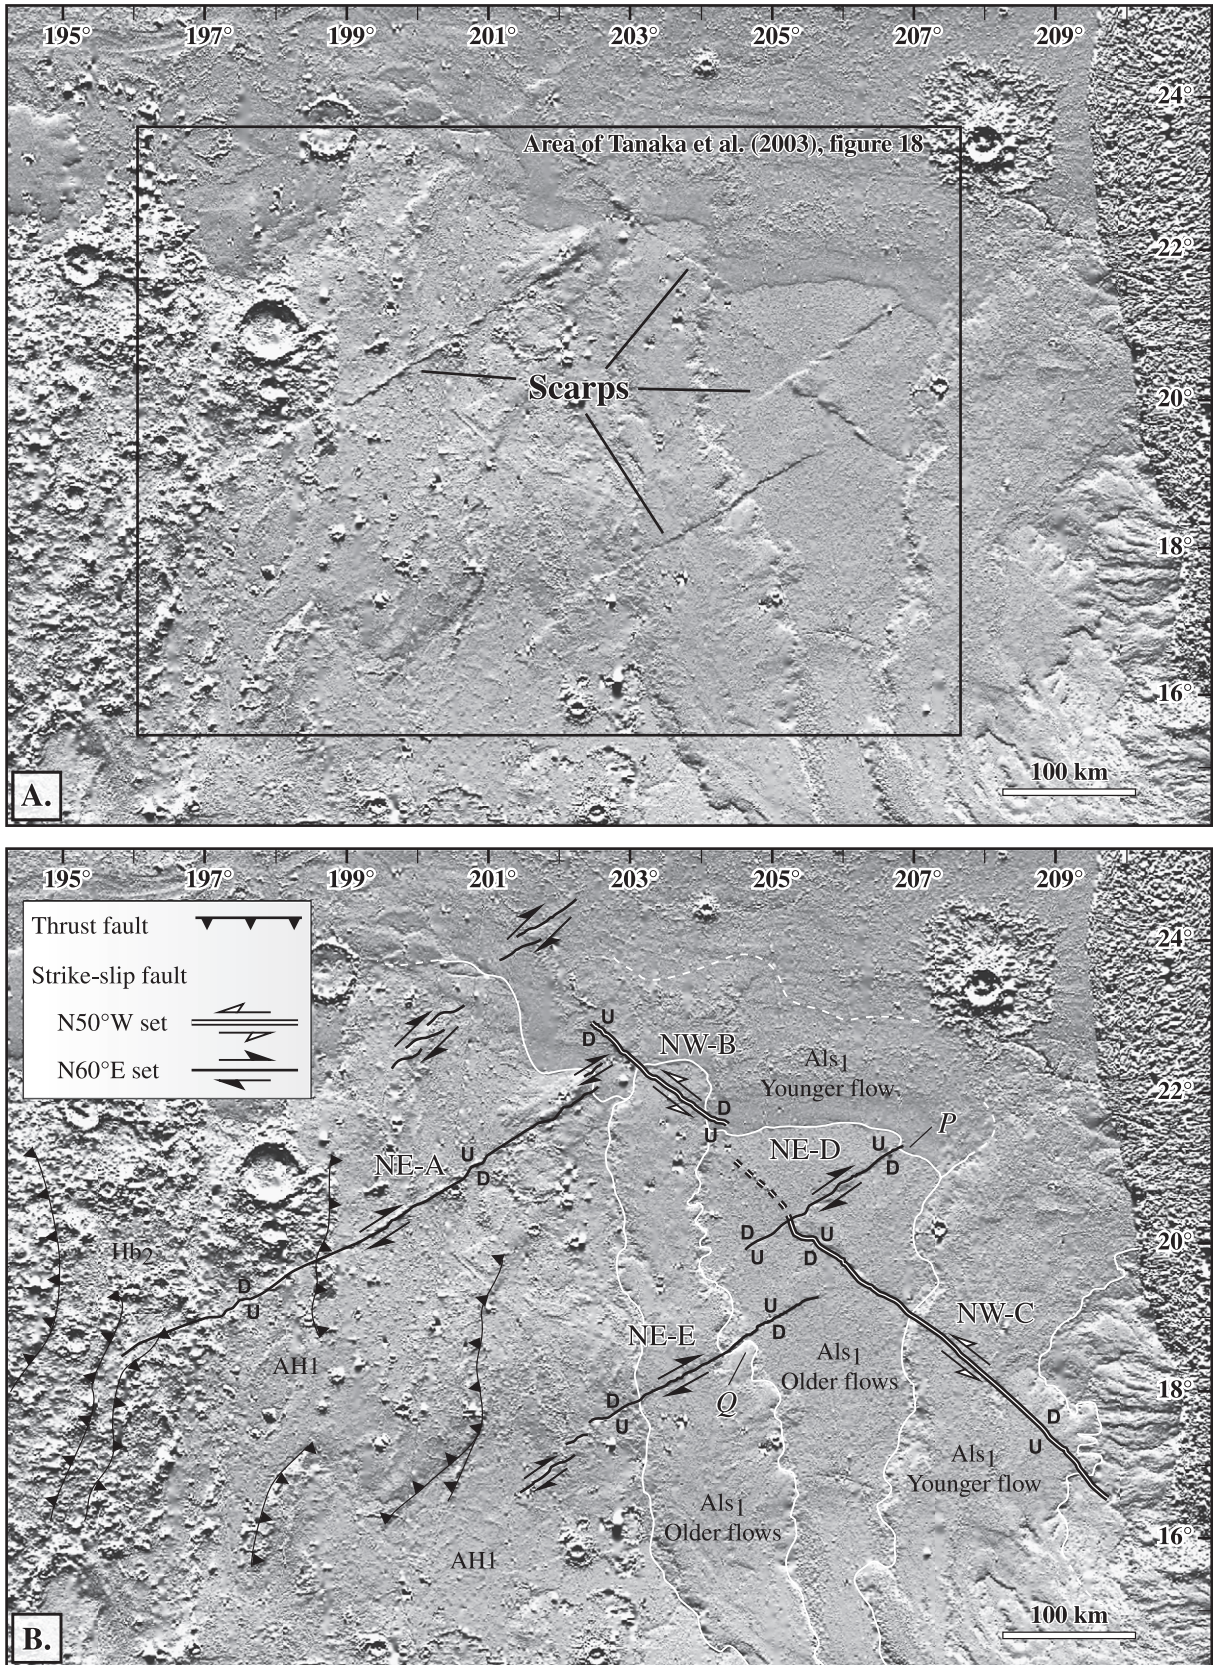 195° 197° 199° 201° 203° 205° 207° 209°
24°
Area of Tanaka et al. (2003), figure 18
22°
Scarps
20°
18°
16°
100 km
A.
195° 197° 199° 201° 203° 205° 207° 209°
Thrust fault
Strike-slip fault
N50°W set
N60°E set
24°
U
D
NW-B
Als1
Younger flow
22°
D
U
P
NE-D
U
D
NE-A
U
D
Hb2
D
U
U
D
20°
D
U
NW-C
U
D
NE-E
Als1
Older flows
AH1
18°
D
U
Q
D
U
Als1
Younger flow
Als1
Older flows
16°
AH1
100 km
B.